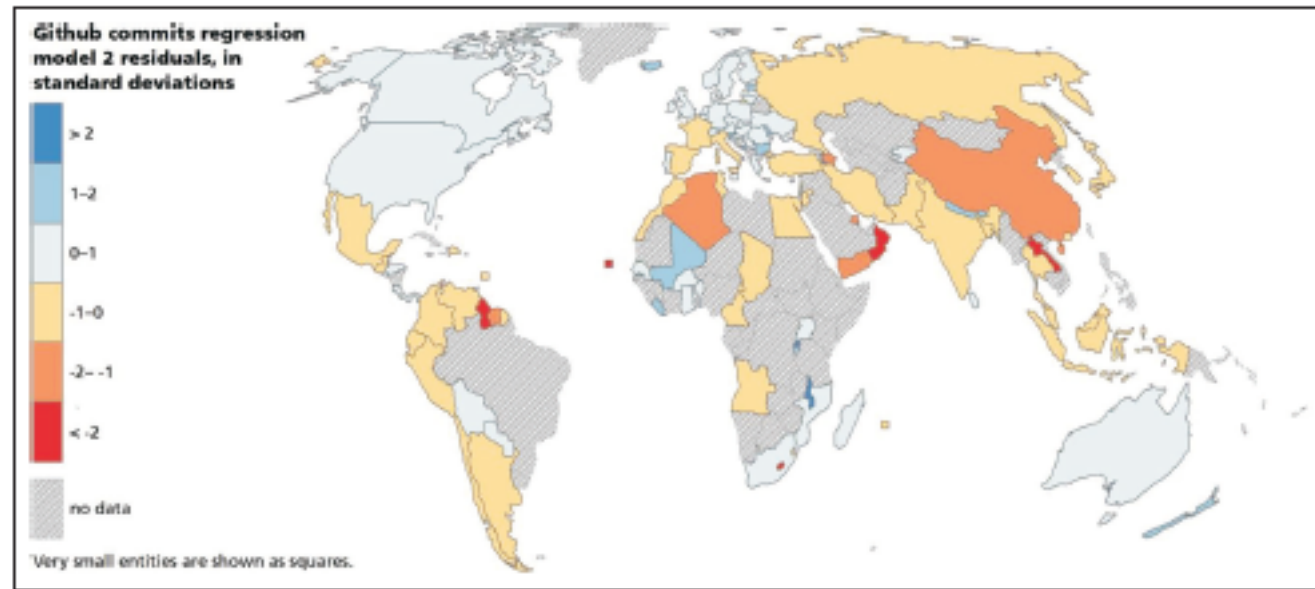 Github commits regression
model 2 residuals, in
standard deviations
> 2
1–2
0–1
-1–0
-2– -1
< -2
no data
Very small entities are shown as squares.